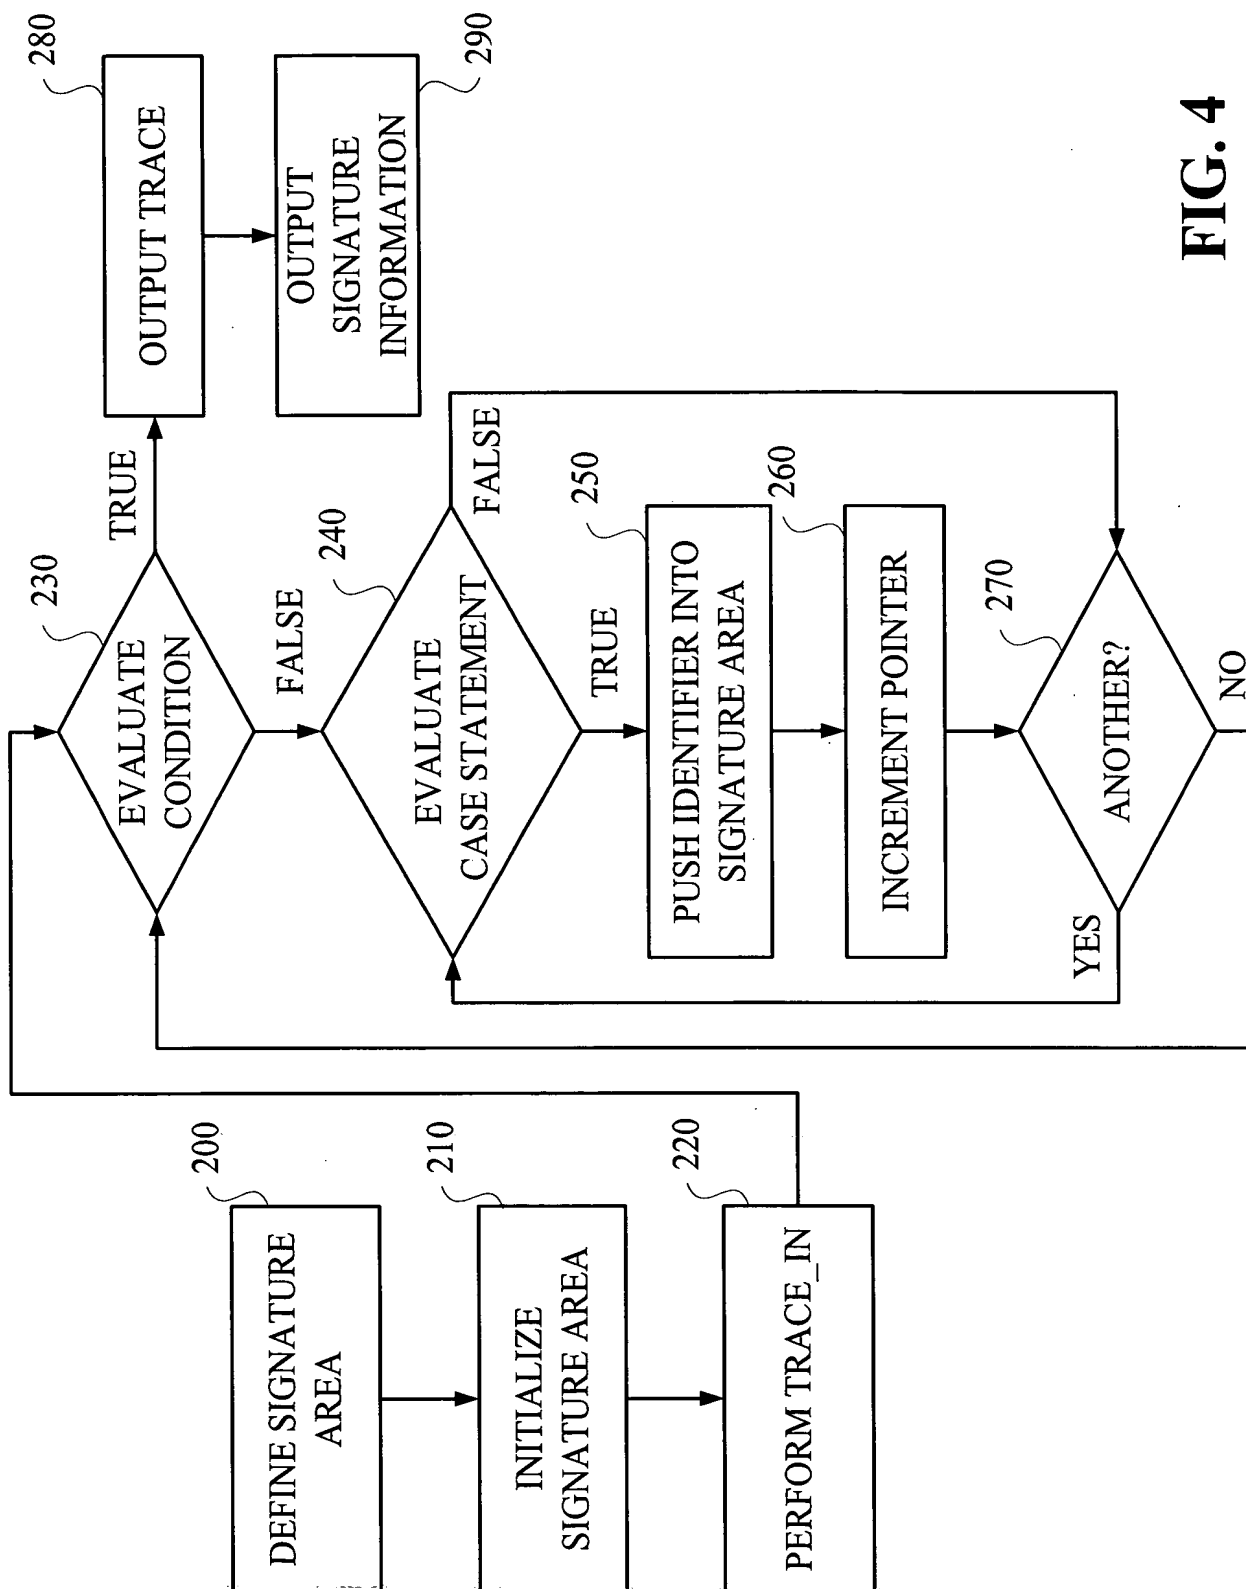 200
DEFINE SIGNATURE
AREA
210
INITIALIZE
SIGNATURE AREA
220
PERFORM TRACE_IN
230
EVALUATE
CONDITION
TRUE
FALSE
240
EVALUATE
CASE STATEMENT
FALSE
TRUE
250
PUSH IDENTIFIER INTO
SIGNATURE AREA
260
INCREMENT POINTER
270
ANOTHER?
YES
NO
280
OUTPUT TRACE
290
OUTPUT
SIGNATURE
INFORMATION
FIG. 4